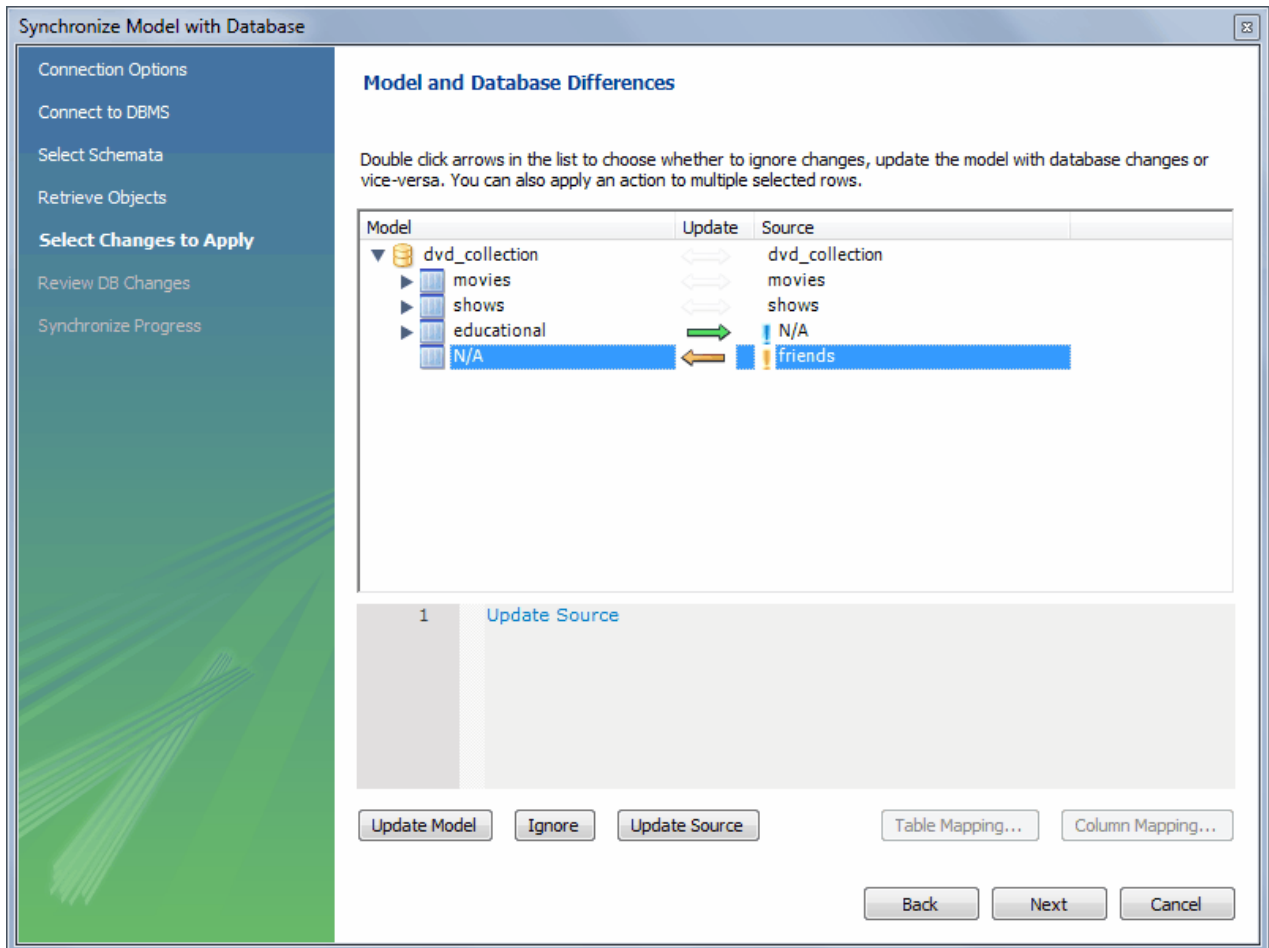 Synchronize Model with Database
Connection Options
Connect to DBMS
Select Schemata
Retrieve Objects
Select Changes to Apply
Review DB Changes
Synchronize Progress
Model and Database Differences
Double click arrows in the list to choose whether to ignore changes, update the model with database changes or
vice-versa. You can also apply an action to multiple selected rows.
Model Update Source
dvd_collection dvd_collection
movies movies
shows shows
educational N/A
N/A friends
1 Update Source
Update Model Ignore Update Source Table Mapping... Column Mapping...
Back Next Cancel